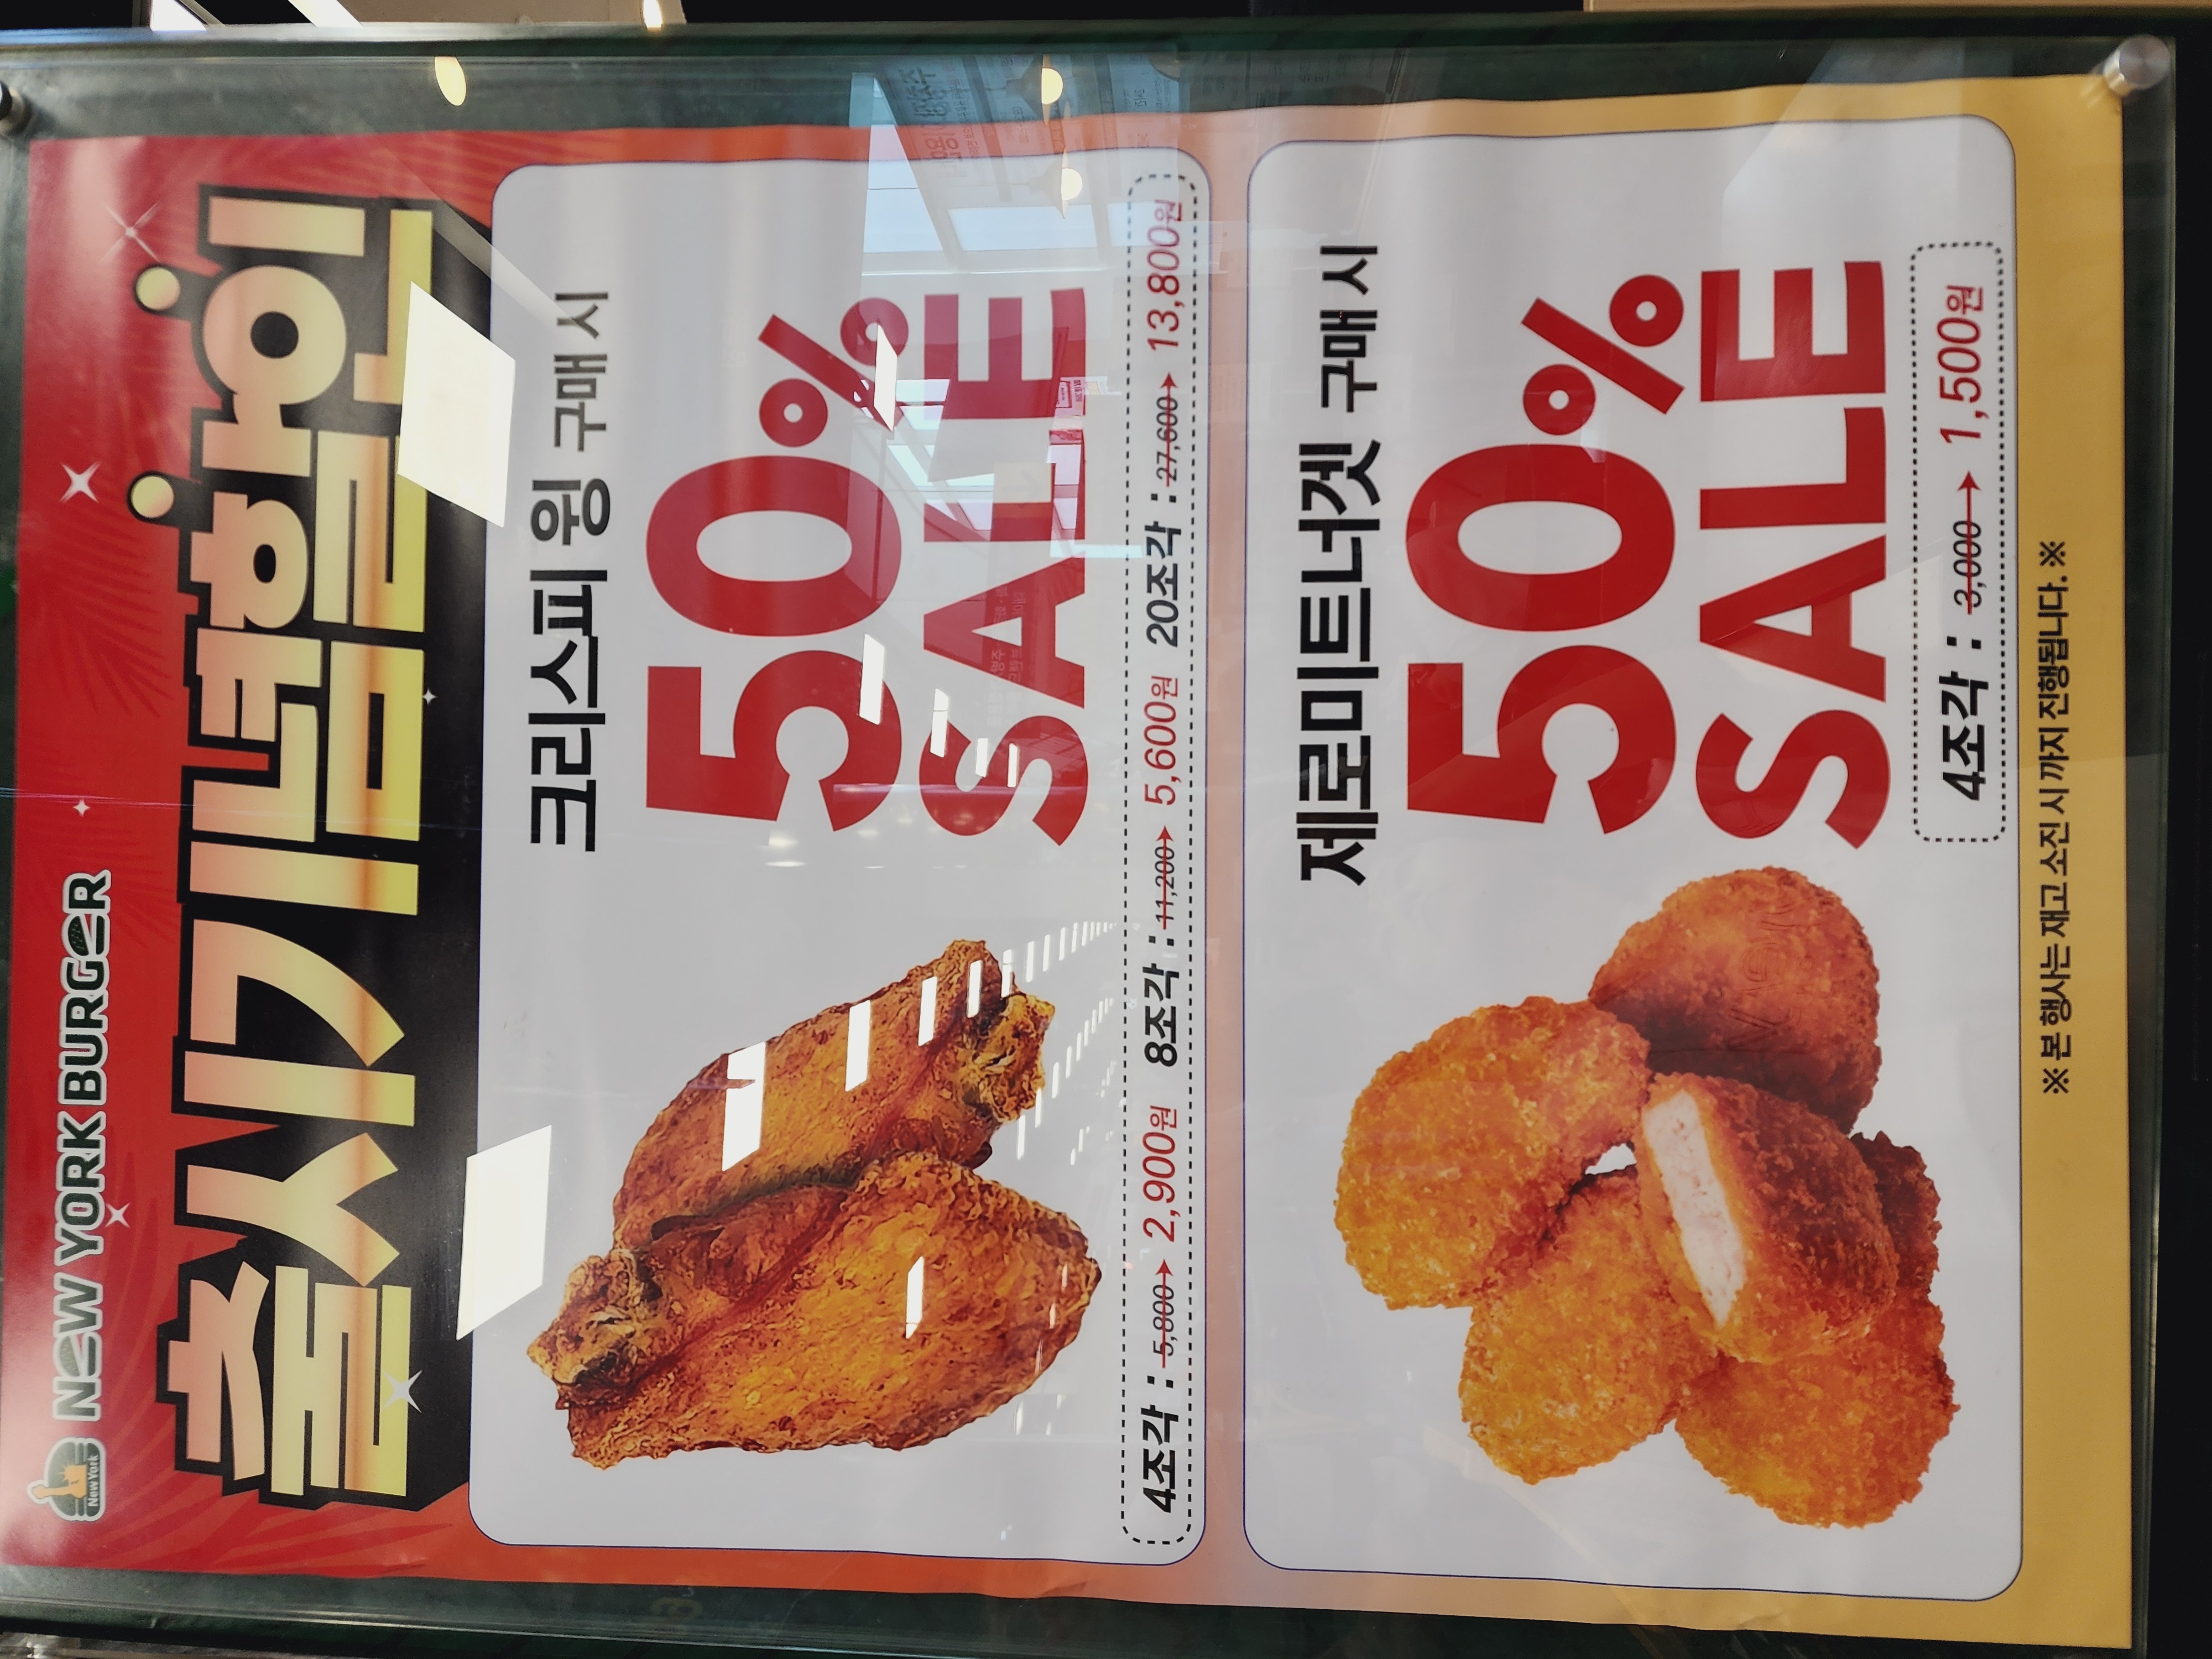 New York
NEW YORK BURGER
출시기념할인
크리스피 윙 구매 시
50%
SALE
4조각 : 5,800 2,900원 8조각 : 11,200 5,600원 20조각 : 27,600 13,800원
제로미트너겟 구매 시
50%
SALE
4조각 : 3,000 1,500원
※ 본 행사는 재고 소진 시 까지 진행됩니다. ※